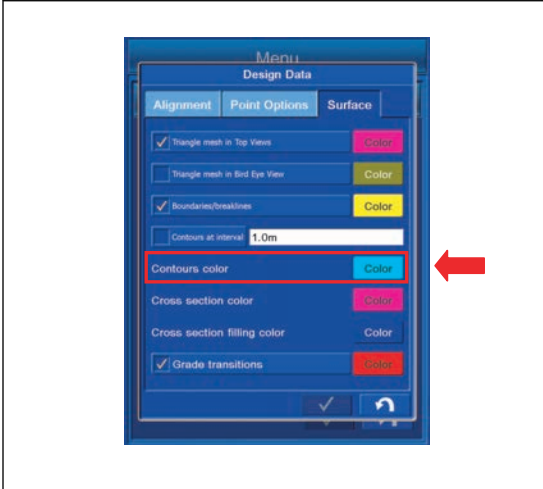 Menu
Design Data
Alignment Point Options Surface
Triangle mesh in Top Views Color
Triangle mesh in Bird Eye View Color
Boundaries/breaklines Color
Contours at interval 1.0m
Contours color Color
Cross section color Color
Cross section filling color Color
Grade transitions Color